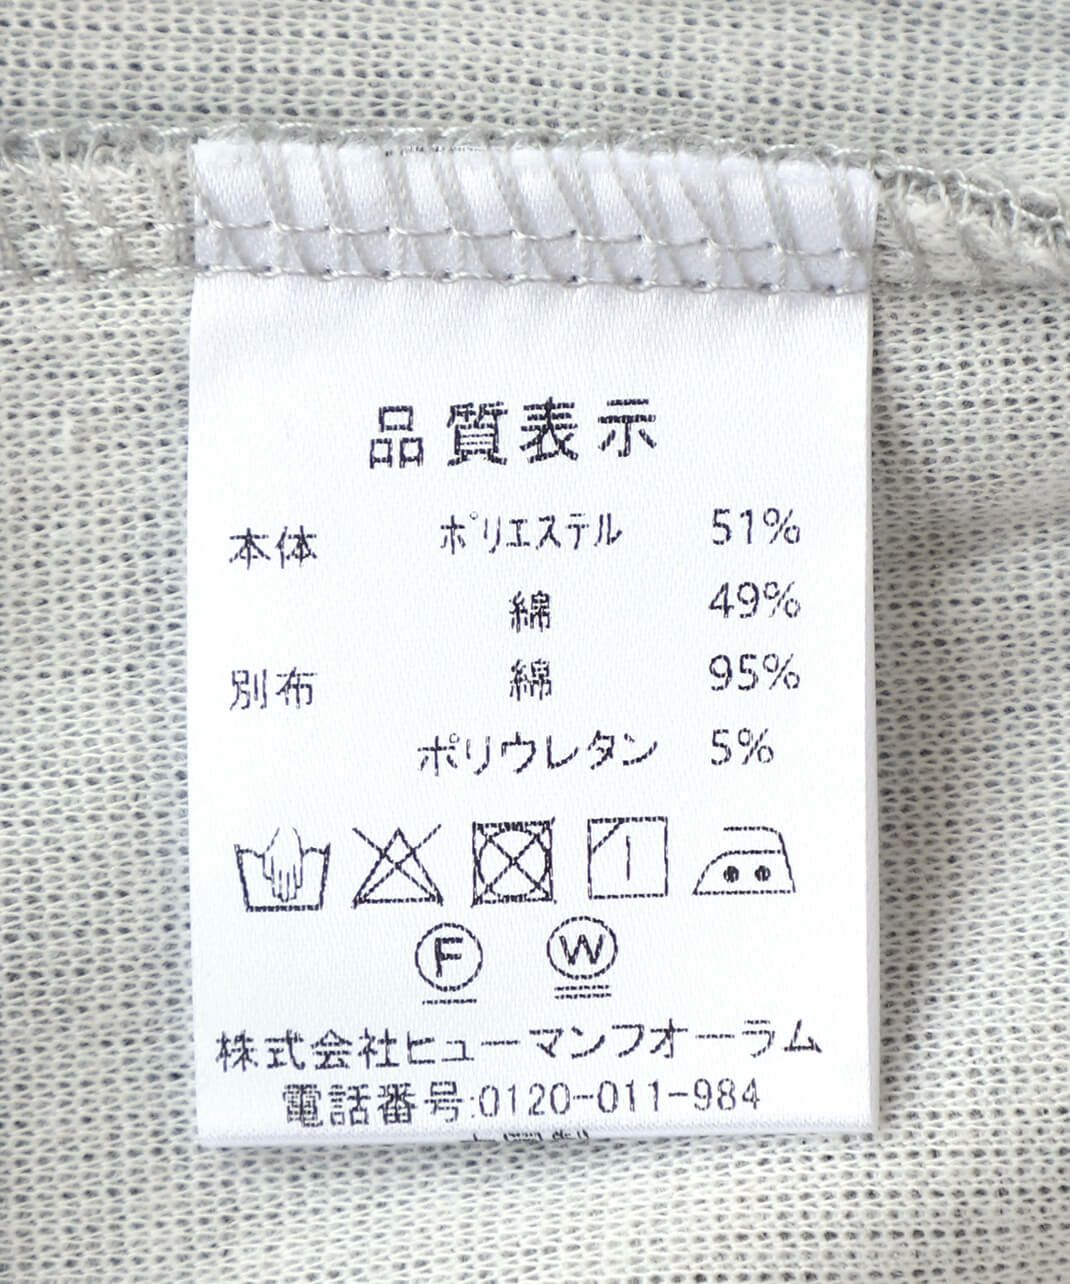 品質表示
本体 ポリエステル 51%
綿 49%
別布 綿 95%
ポリウレタン 5%
F W
株式会社ヒューマンフォーラム
電話番号:0120-011-984